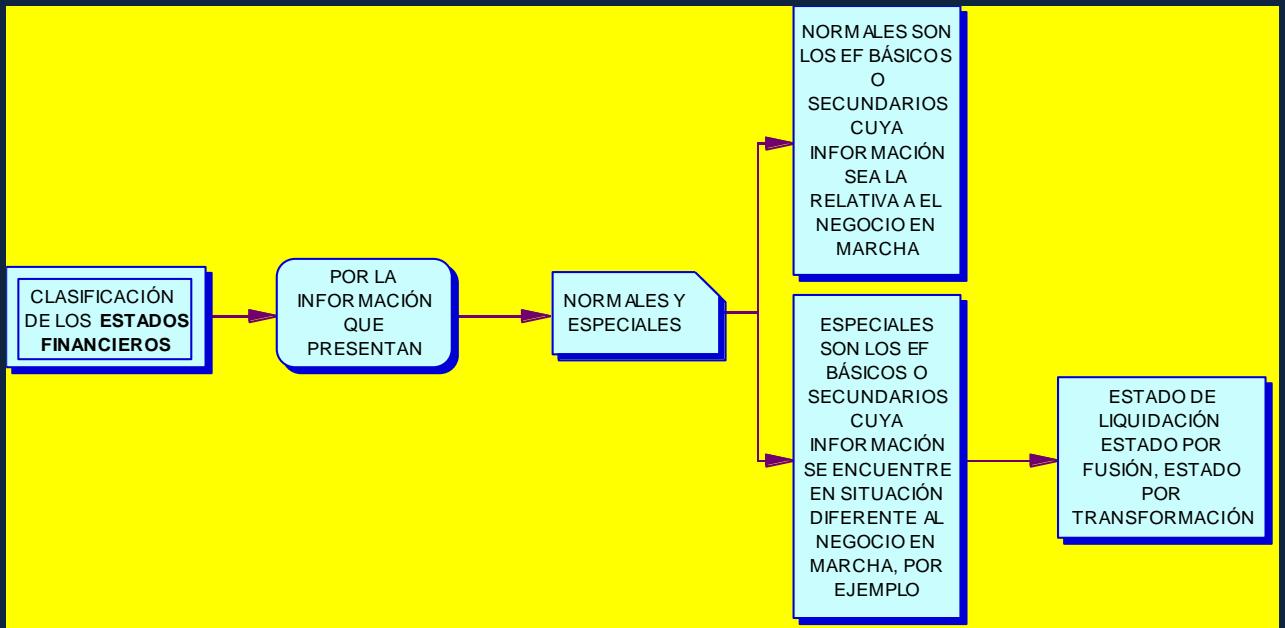 CLASIFICACIÓN
DE LOS ESTADOS
FINANCIEROS
POR LA
INFORMACIÓN
QUE
PRESENTAN
NORMALES Y
ESPECIALES
NORMALES SON
LOS EF BÁSICOS
O
SECUNDARIOS
CUYA
INFORMACIÓN
SEA LA
RELATIVA A EL
NEGOCIO EN
MARCHA
ESPECIALES
SON LOS EF
BÁSICOS O
SECUNDARIOS
CUYA
INFORMACIÓN
SE ENCUENTRE
EN SITUACIÓN
DIFERENTE AL
NEGOCIO EN
MARCHA, POR
EJEMPLO
ESTADO DE
LIQUIDACIÓN
ESTADO POR
FUSIÓN, ESTADO
POR
TRANSFORMACIÓN